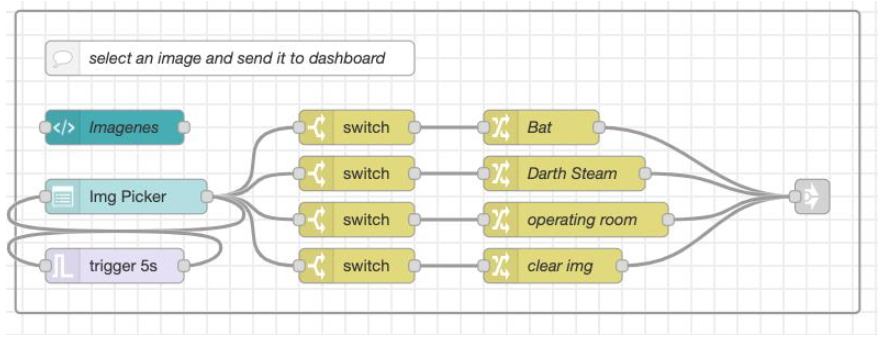 select an image and send it to dashboard
Imagenes
switch
Bat
switch
Darth Steam
Img Picker
switch
operating room
trigger 5s
switch
clear img